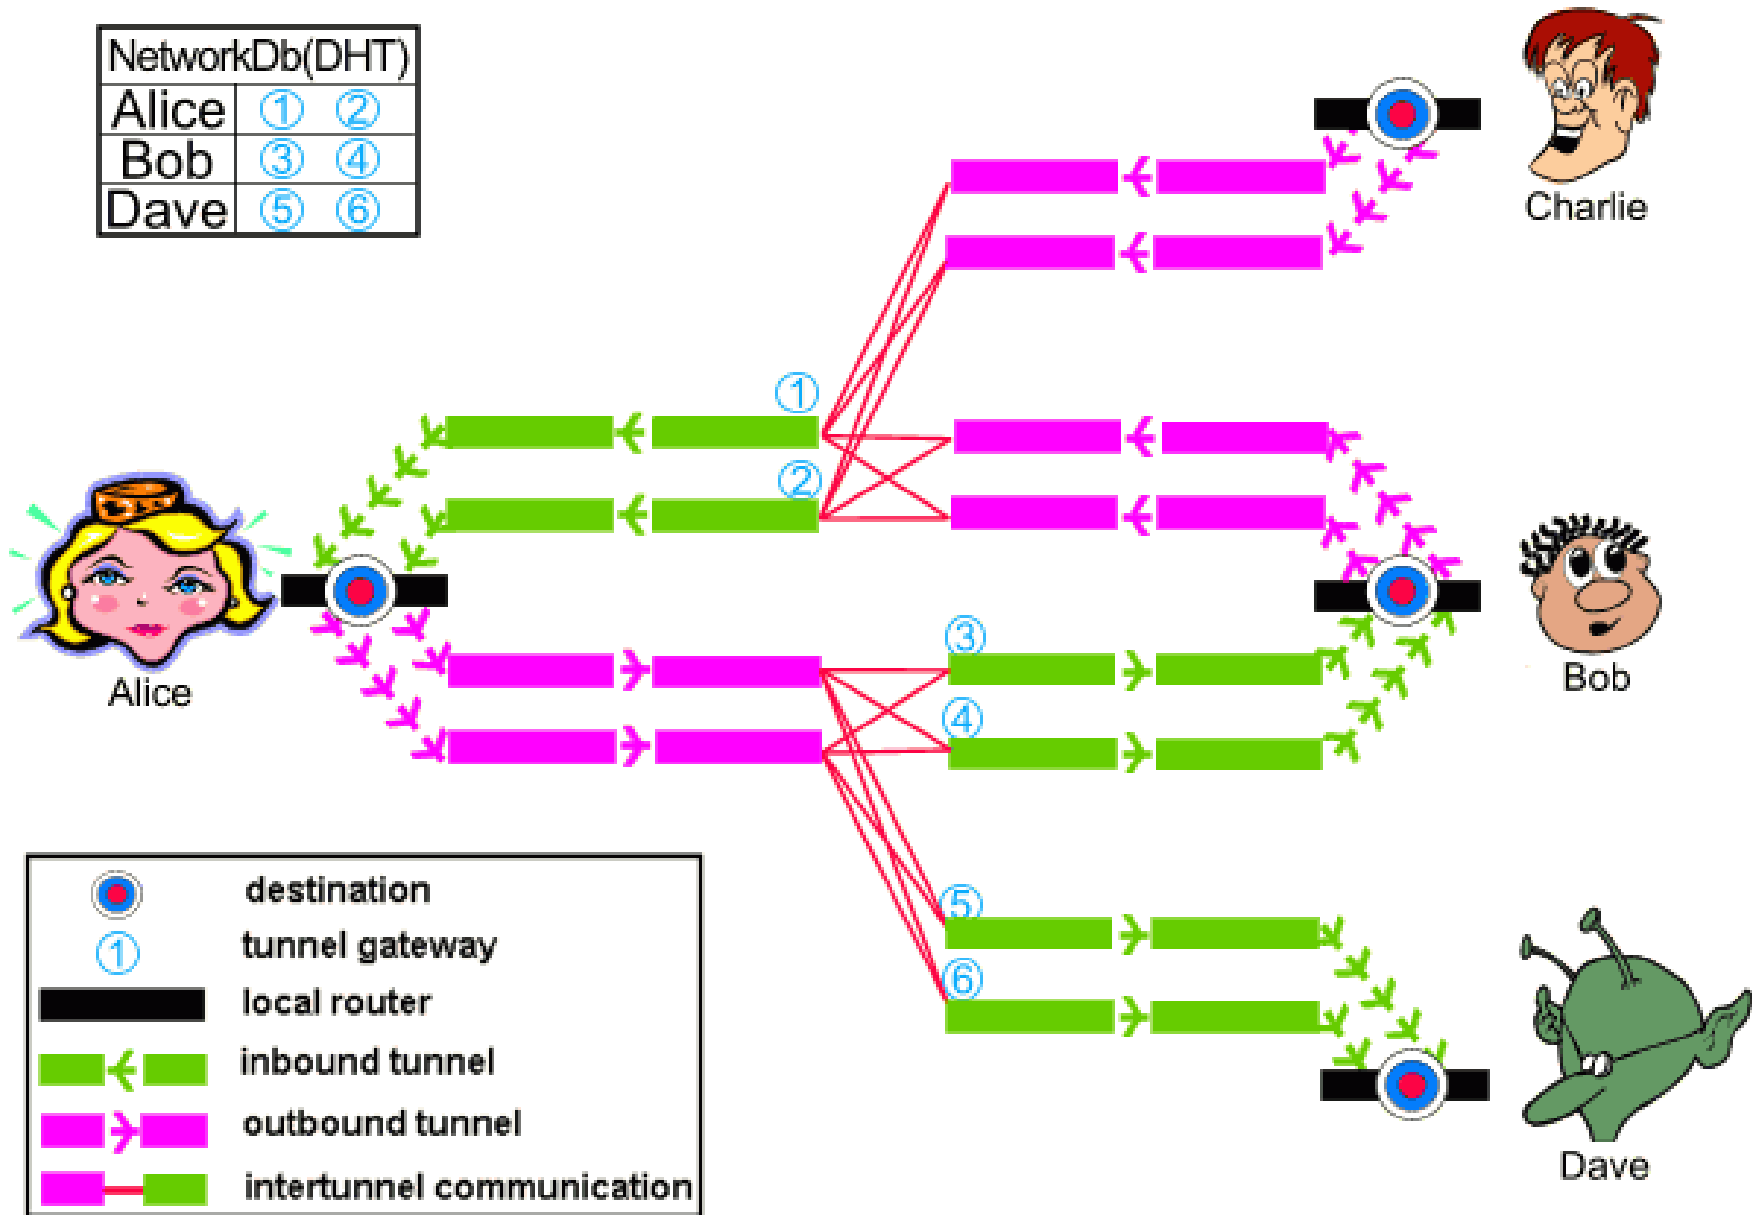 NetworkDb(DHT)
Alice ① ②
Bob ③ ④
Dave ⑤ ⑥
Charlie
①
②
Alice
③
④
Bob
⑤
⑥
Dave
destination
① tunnel gateway
local router
inbound tunnel
outbound tunnel
intertunnel communication